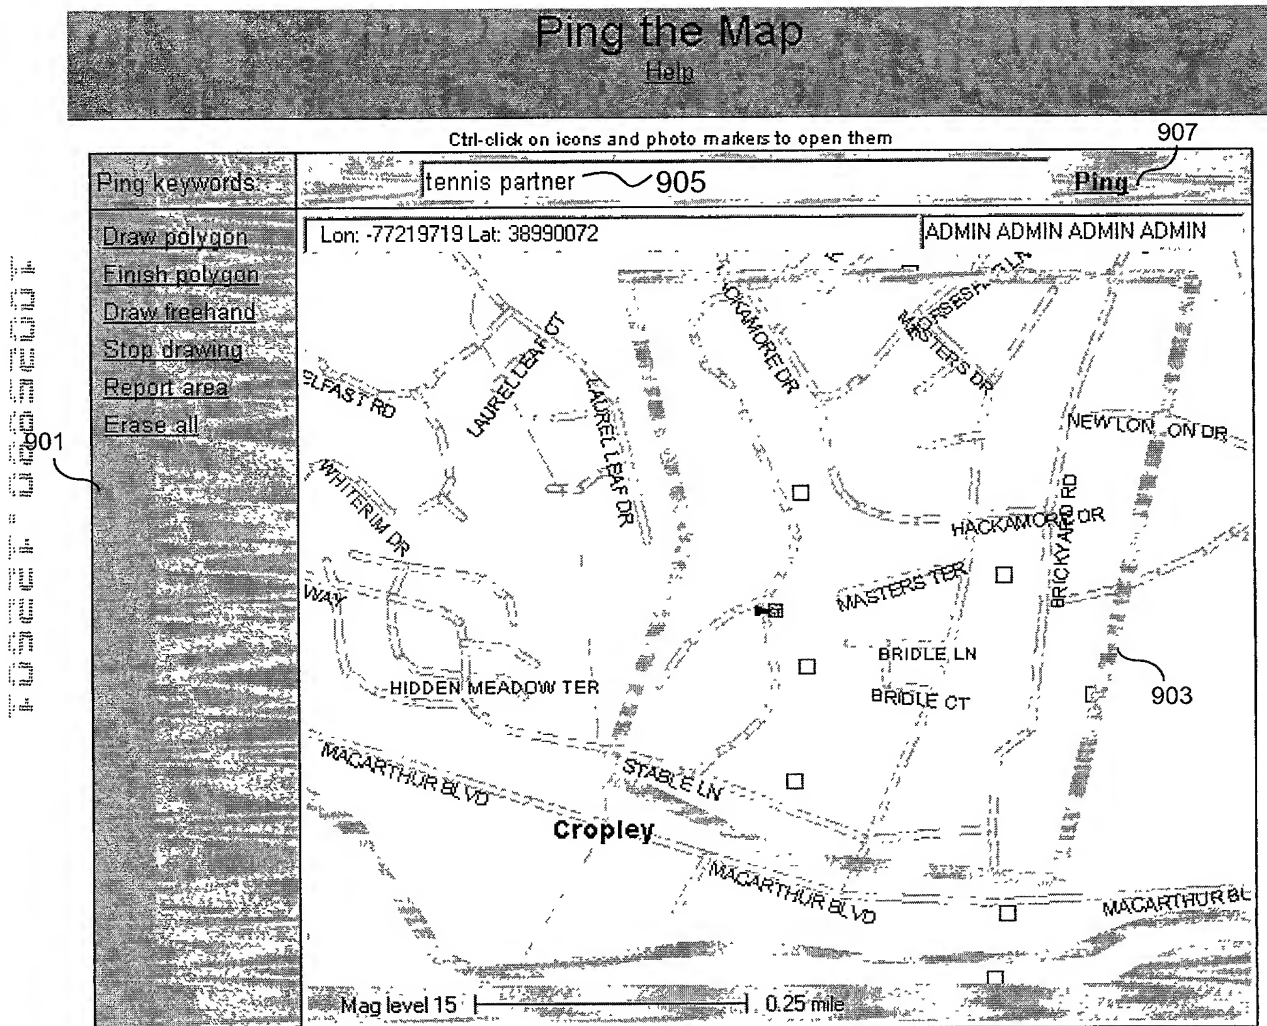 Ping the Map
Help
Ctrl-click on icons and photo markers to open them
907
Ping keywords:
tennis partner
905
Ping
Draw polygon
Finish polygon
Draw freehand
Stop drawing
Report area
Erase all
901
Lon: -77219719 Lat: 38990072
ADMIN ADMIN ADMIN ADMIN
LAUREL LEAF CT
LAUREL LEAF DR
ELFAST RD
WHITERIM DR
WAY
HIDDEN MEADOW TER
CKAMORE DR
MASTERS DR
NEW LON ON DR
HACKAMORE DR
BRICKYARD RD
MASTERS TER
BRIDLE LN
BRIDLE CT
903
STABLE LN
MACARTHUR BLVD
Cropley
MACARTHUR BLVD
MACARTHUR BL
Mag level 15
0.25 mile